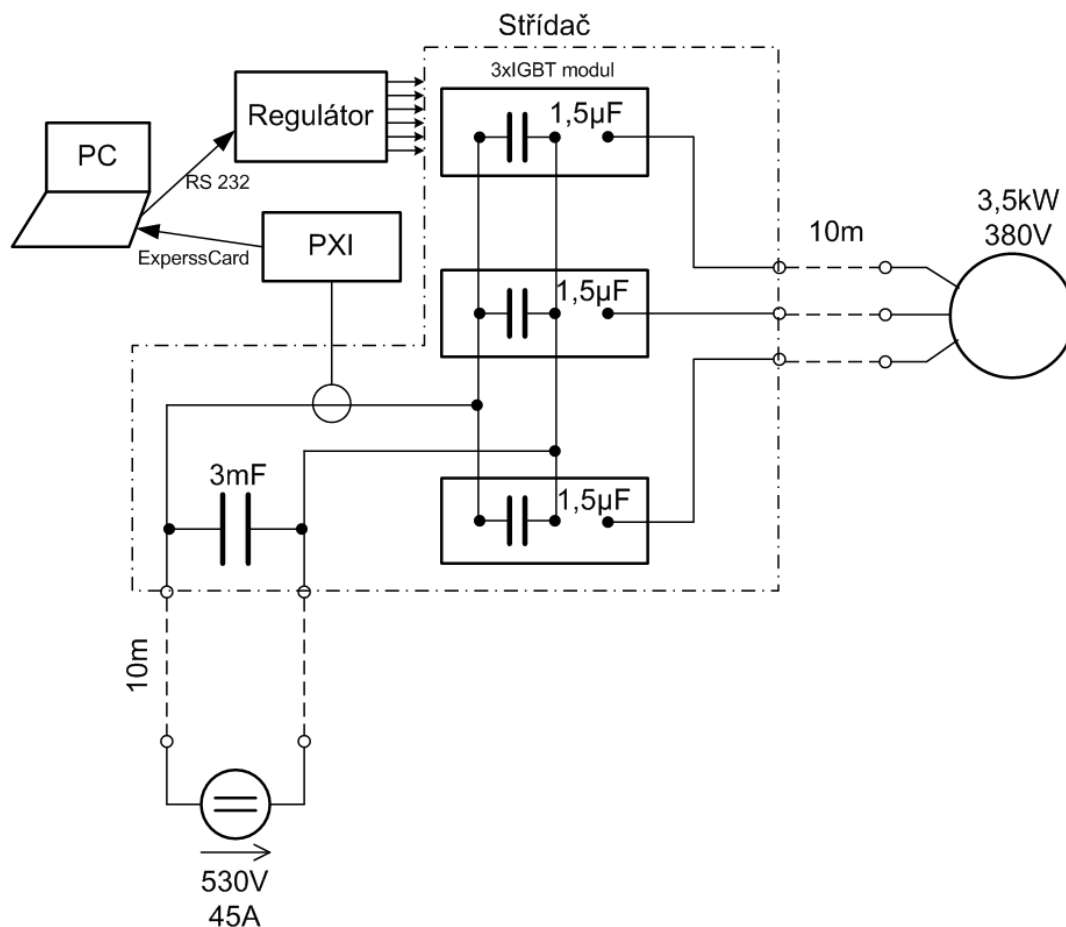 Střídač
3xIGBT modul
Regulátor
1,5µF
PC
RS 232
3,5kW
380V
PXI
10m
ExperssCard
1,5µF
3mF
1,5µF
10m
530V
45A